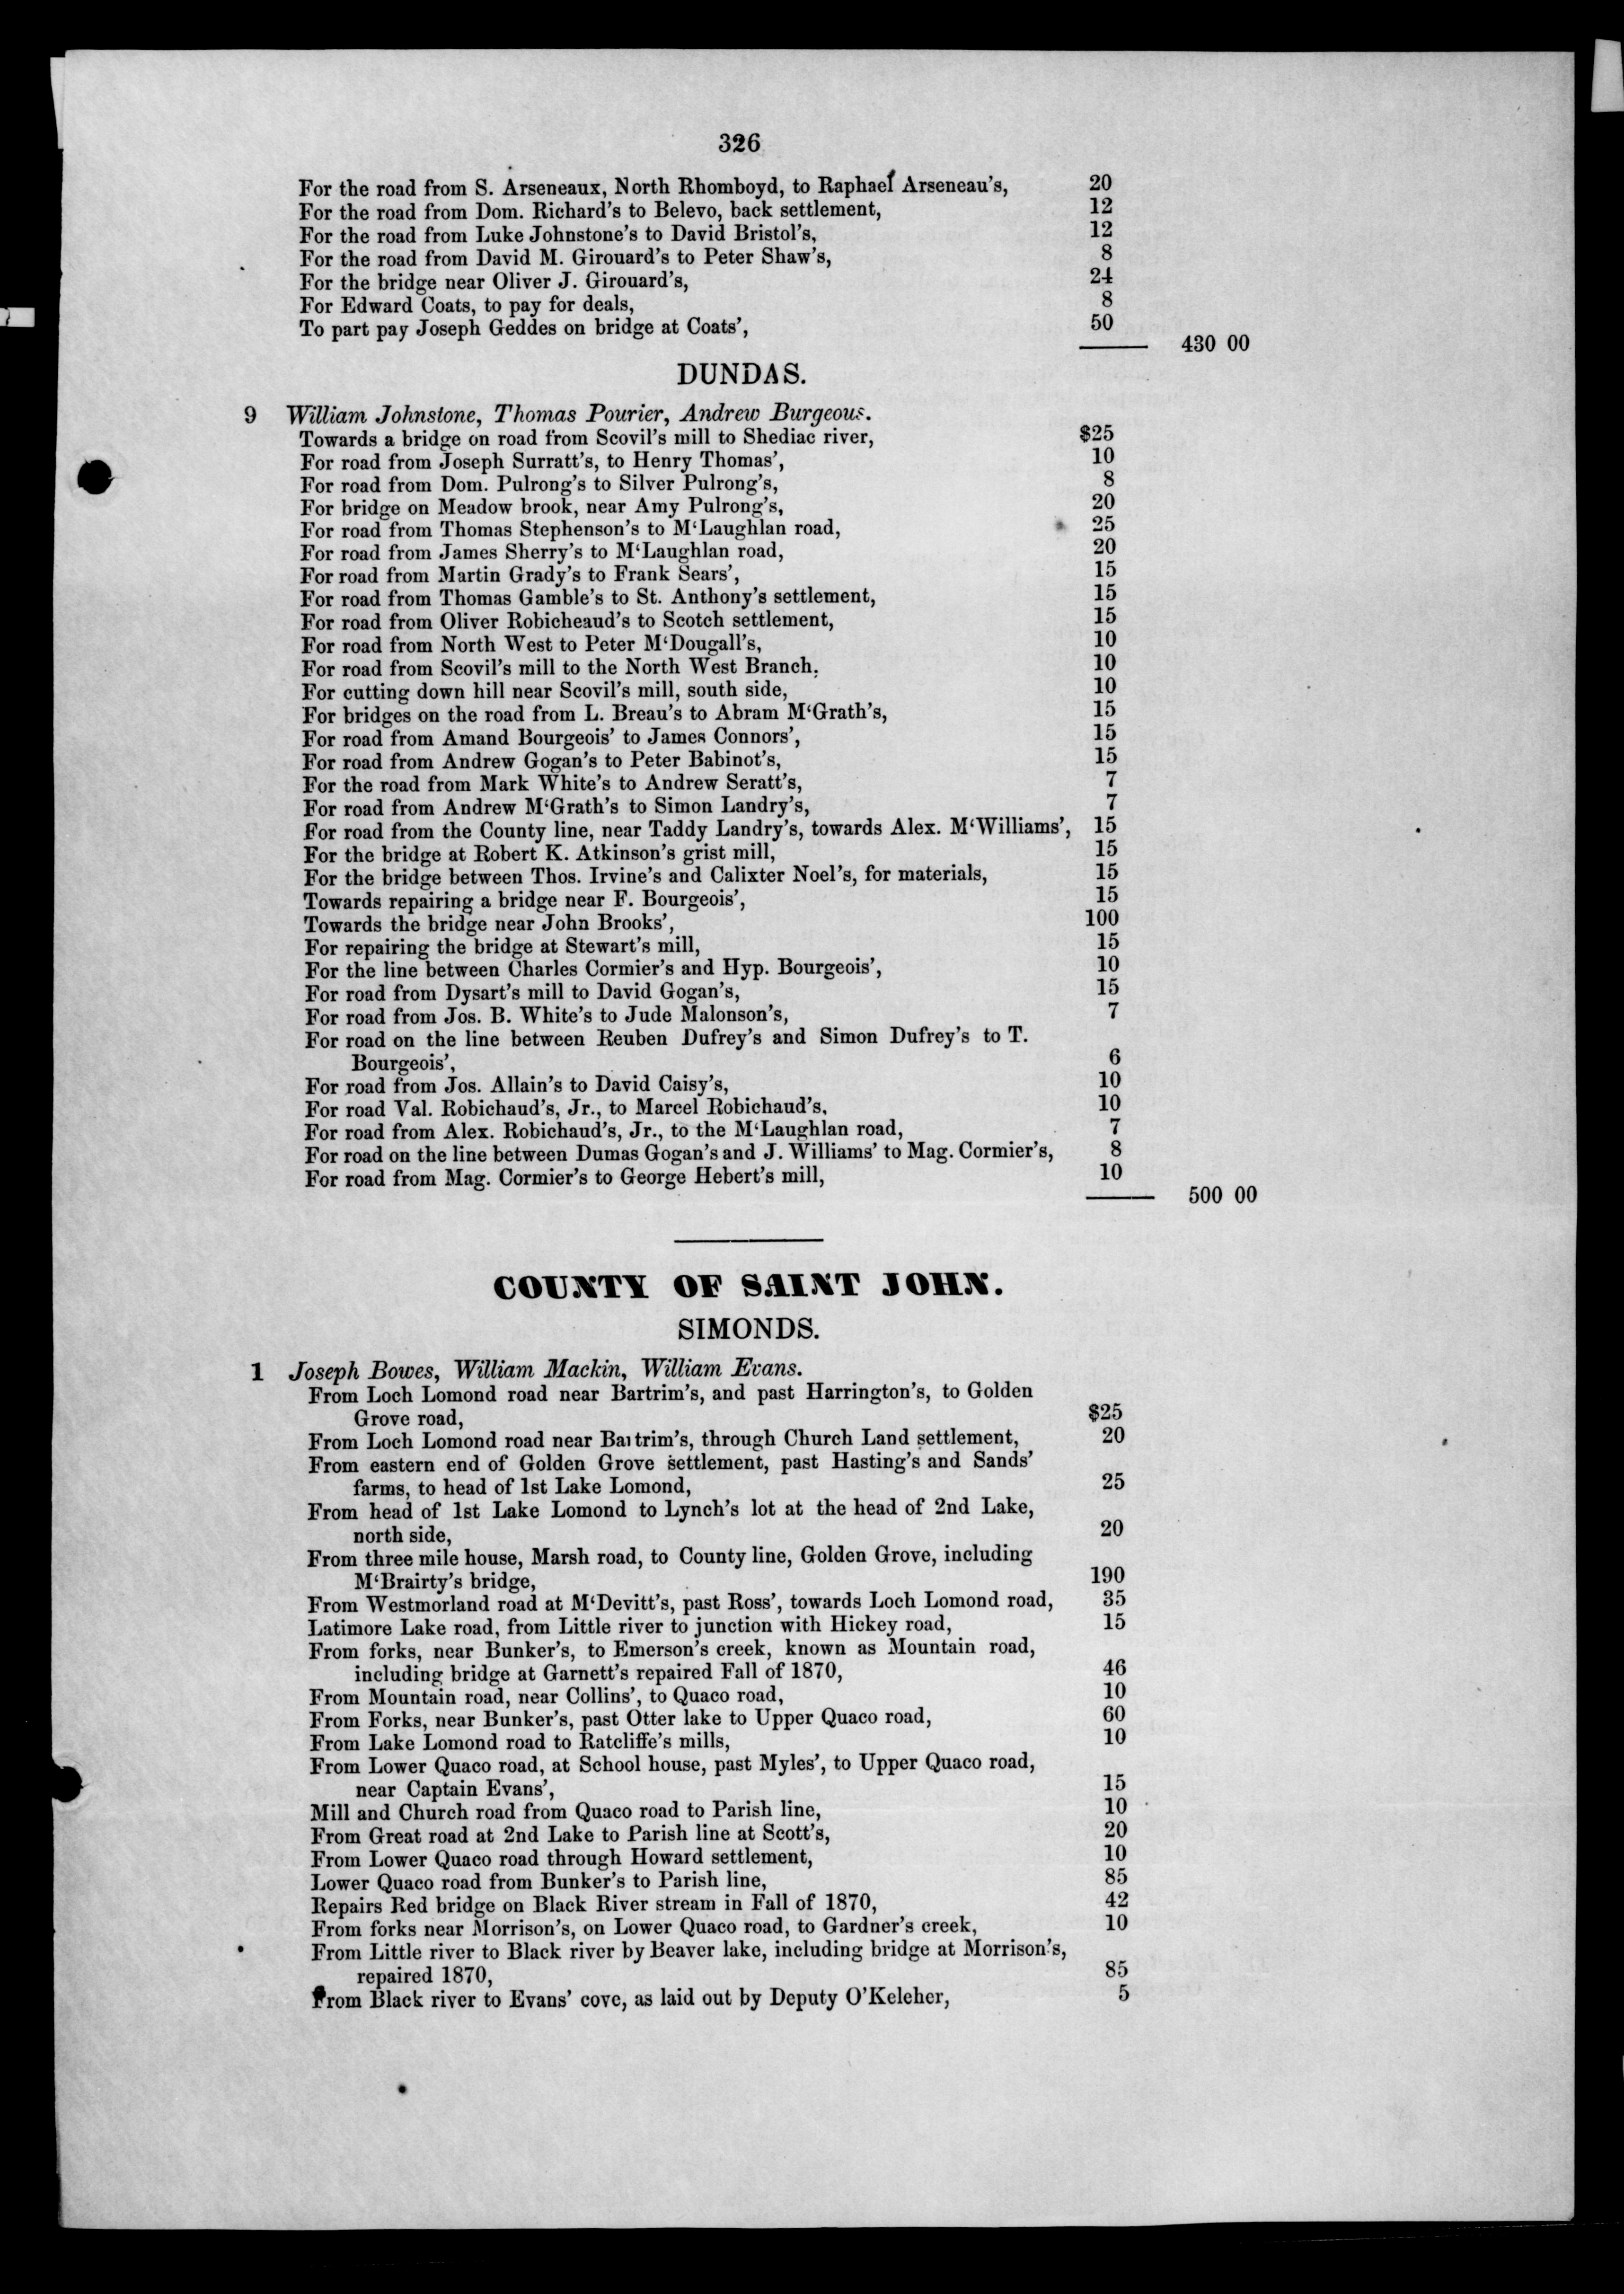 326
For the road from S. Arseneaux, North Rhomboyd, to Raphael Arseneau's, 20
For the road from Dom. Richard's to Belevo, back settlement, 12
For the road from Luke Johnstone's to David Bristol's, 12
For the road from David M. Girouard's to Peter Shaw's, 8
For the bridge near Oliver J. Girouard's, 24
For Edward Coats, to pay for deals, 8
To part pay Joseph Geddes on bridge at Coats', 50
430 00
DUNDAS.
9 William Johnstone, Thomas Pourier, Andrew Burgeous.
Towards a bridge on road from Scovil's mill to Shediac river, $25
For road from Joseph Surratt's, to Henry Thomas', 10
For road from Dom. Pulrong's to Silver Pulrong's, 8
For bridge on Meadow brook, near Amy Pulrong's, 20
For road from Thomas Stephenson's to M‘Laughlan road, 25
For road from James Sherry's to M‘Laughlan road, 20
For road from Martin Grady's to Frank Sears', 15
For road from Thomas Gamble's to St. Anthony's settlement, 15
For road from Oliver Robicheaud's to Scotch settlement, 15
For road from North West to Peter M‘Dougall's, 10
For road from Scovil's mill to the North West Branch, 10
For cutting down hill near Scovil's mill, south side, 10
For bridges on the road from L. Breau's to Abram M‘Grath's, 15
For road from Amand Bourgeois' to James Connors', 15
For road from Andrew Gogan's to Peter Babinot's, 15
For the road from Mark White's to Andrew Seratt's, 7
For road from Andrew M‘Grath's to Simon Landry's, 7
For road from the County line, near Taddy Landry's, towards Alex. M‘Williams', 15
For the bridge at Robert K. Atkinson's grist mill, 15
For the bridge between Thos. Irvine's and Calixter Noel's, for materials, 15
Towards repairing a bridge near F. Bourgeois', 15
Towards the bridge near John Brooks', 100
For repairing the bridge at Stewart's mill, 15
For the line between Charles Cormier's and Hyp. Bourgeois', 10
For road from Dysart's mill to David Gogan's, 15
For road from Jos. B. White's to Jude Malonson's, 7
For road on the line between Reuben Dufrey's and Simon Dufrey's to T.
Bourgeois', 6
For road from Jos. Allain's to David Caisy's, 10
For road Val. Robichaud's, Jr., to Marcel Robichaud's, 10
For road from Alex. Robichaud's, Jr., to the M‘Laughlan road, 7
For road on the line between Dumas Gogan's and J. Williams' to Mag. Cormier's, 8
For road from Mag. Cormier's to George Hebert's mill, 10
500 00
COUNTY OF SAINT JOHN.
SIMONDS.
1 Joseph Bowes, William Mackin, William Evans.
From Loch Lomond road near Bartrim's, and past Harrington's, to Golden
Grove road, $25
From Loch Lomond road near Bartrim's, through Church Land settlement, 20
From eastern end of Golden Grove settlement, past Hasting's and Sands'
farms, to head of 1st Lake Lomond, 25
From head of 1st Lake Lomond to Lynch's lot at the head of 2nd Lake,
north side, 20
From three mile house, Marsh road, to County line, Golden Grove, including
M‘Brairty's bridge, 190
From Westmorland road at M‘Devitt's, past Ross', towards Loch Lomond road, 35
Latimore Lake road, from Little river to junction with Hickey road, 15
From forks, near Bunker's, to Emerson's creek, known as Mountain road,
including bridge at Garnett's repaired Fall of 1870, 46
From Mountain road, near Collins', to Quaco road, 10
From Forks, near Bunker's, past Otter lake to Upper Quaco road, 60
From Lake Lomond road to Ratcliffe's mills, 10
From Lower Quaco road, at School house, past Myles', to Upper Quaco road,
near Captain Evans', 15
Mill and Church road from Quaco road to Parish line, 10
From Great road at 2nd Lake to Parish line at Scott's, 20
From Lower Quaco road through Howard settlement, 10
Lower Quaco road from Bunker's to Parish line, 85
Repairs Red bridge on Black River stream in Fall of 1870, 42
From forks near Morrison's, on Lower Quaco road, to Gardner's creek, 10
From Little river to Black river by Beaver lake, including bridge at Morrison's,
repaired 1870, 85
From Black river to Evans' cove, as laid out by Deputy O'Keleher, 5